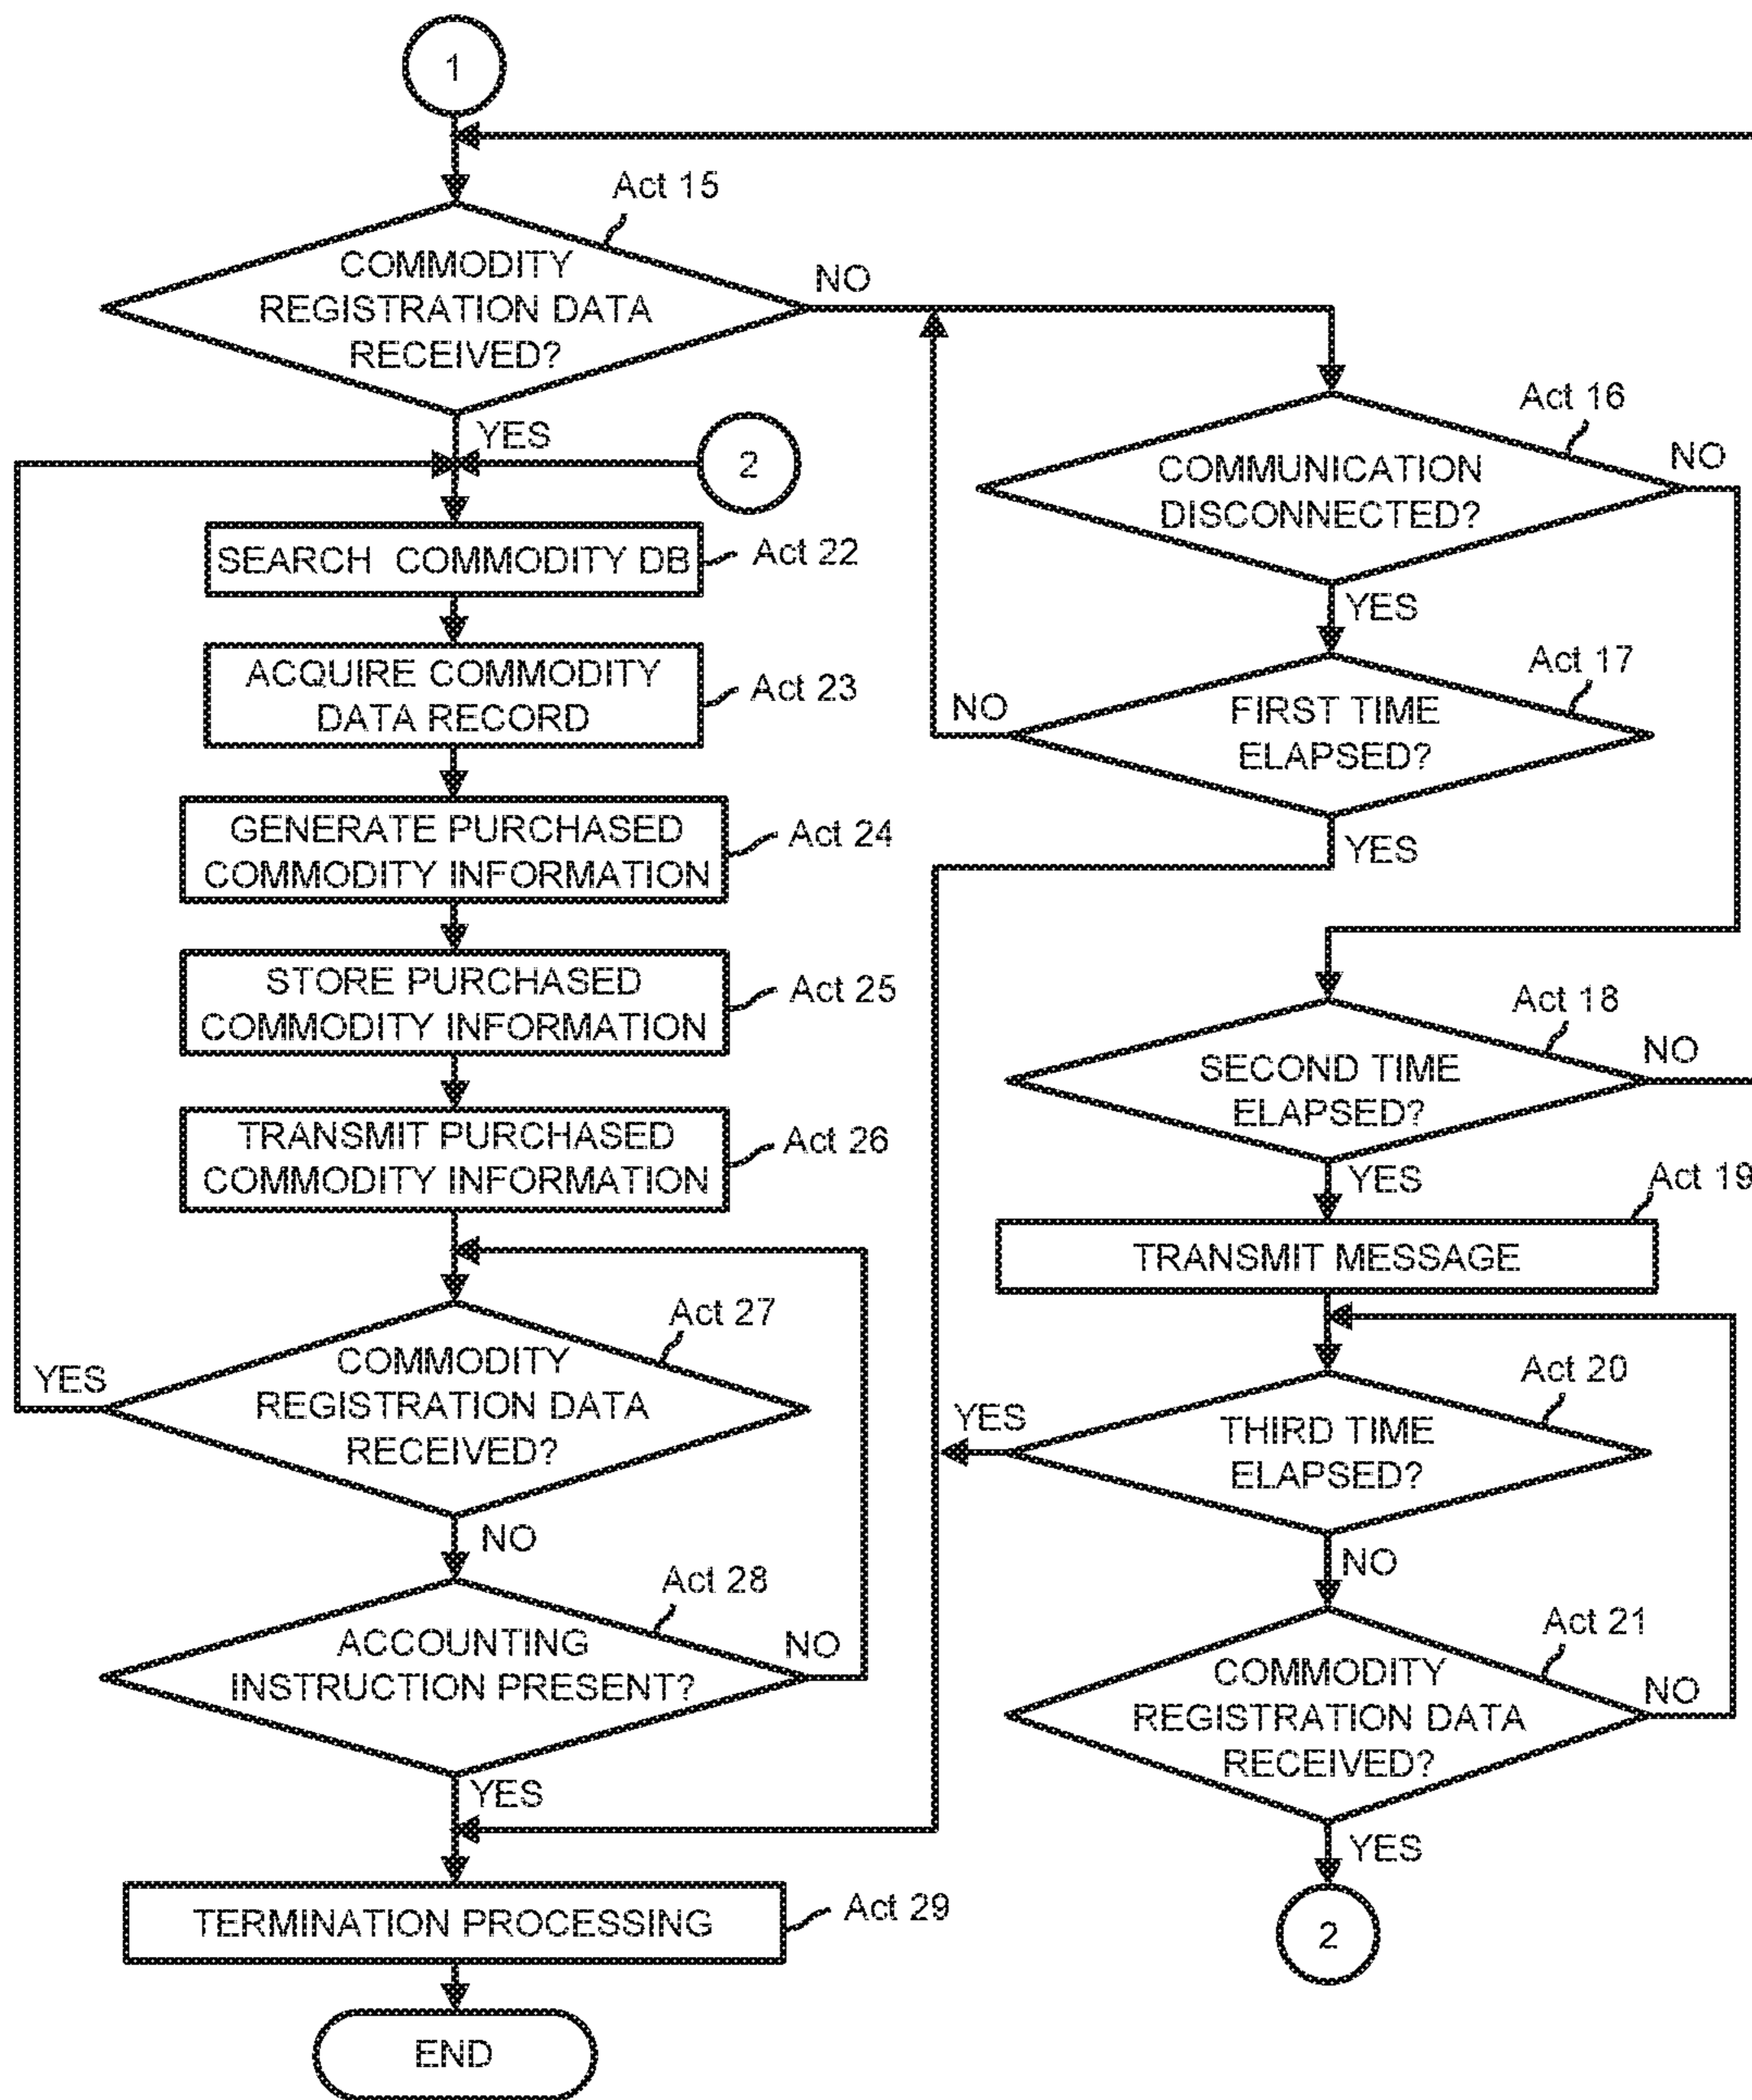 1
Act 15
COMMODITY
REGISTRATION DATA
RECEIVED?
NO
YES
2
Act 16
COMMUNICATION
DISCONNECTED?
NO
YES
SEARCH COMMODITY DB
Act 22
ACQUIRE COMMODITY
DATA RECORD
Act 23
Act 17
FIRST TIME
ELAPSED?
NO
YES
GENERATE PURCHASED
COMMODITY INFORMATION
Act 24
STORE PURCHASED
COMMODITY INFORMATION
Act 25
Act 18
SECOND TIME
ELAPSED?
NO
YES
TRANSMIT PURCHASED
COMMODITY INFORMATION
Act 26
Act 19
TRANSMIT MESSAGE
Act 27
COMMODITY
REGISTRATION DATA
RECEIVED?
YES
NO
Act 20
THIRD TIME
ELAPSED?
YES
NO
Act 28
ACCOUNTING
INSTRUCTION PRESENT?
NO
YES
Act 21
COMMODITY
REGISTRATION DATA
RECEIVED?
NO
YES
2
TERMINATION PROCESSING
Act 29
END